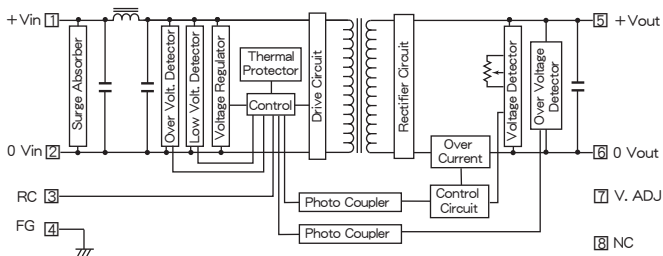 +Vin 1
0 Vin 2
RC 3
FG 4
Surge Absorber
Over Volt. Detector
Low Volt. Detector
Voltage Regulator
Thermal
Protector
Control
Drive Circuit
Rectifier Circuit
Over
Current
Control
Circuit
Photo Coupler
Photo Coupler
Voltage Detector
Over Voltage
Detector
5 +Vout
6 0 Vout
7 V. ADJ
8 NC